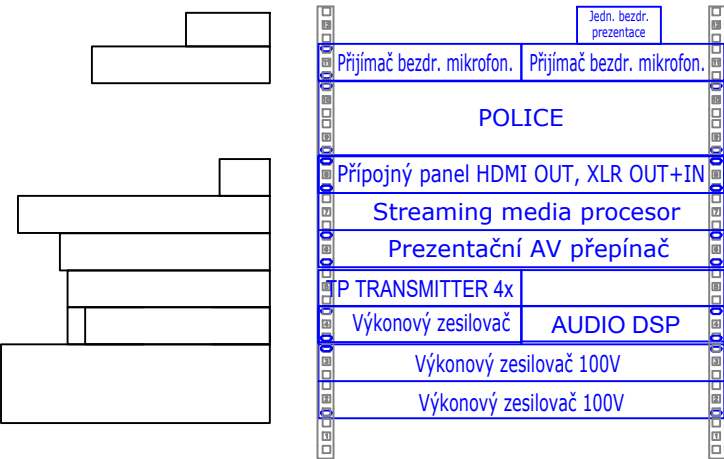 Jedn. bezdr.
prezentace
Přijímač bezdr. mikrofon. Přijímač bezdr. mikrofon.
POLICE
Přípojný panel HDMI OUT, XLR OUT+IN
Streaming media procesor
Prezentační AV přepínač
TP TRANSMITTER 4x
Výkonový zesilovač AUDIO DSP
Výkonový zesilovač 100V
Výkonový zesilovač 100V